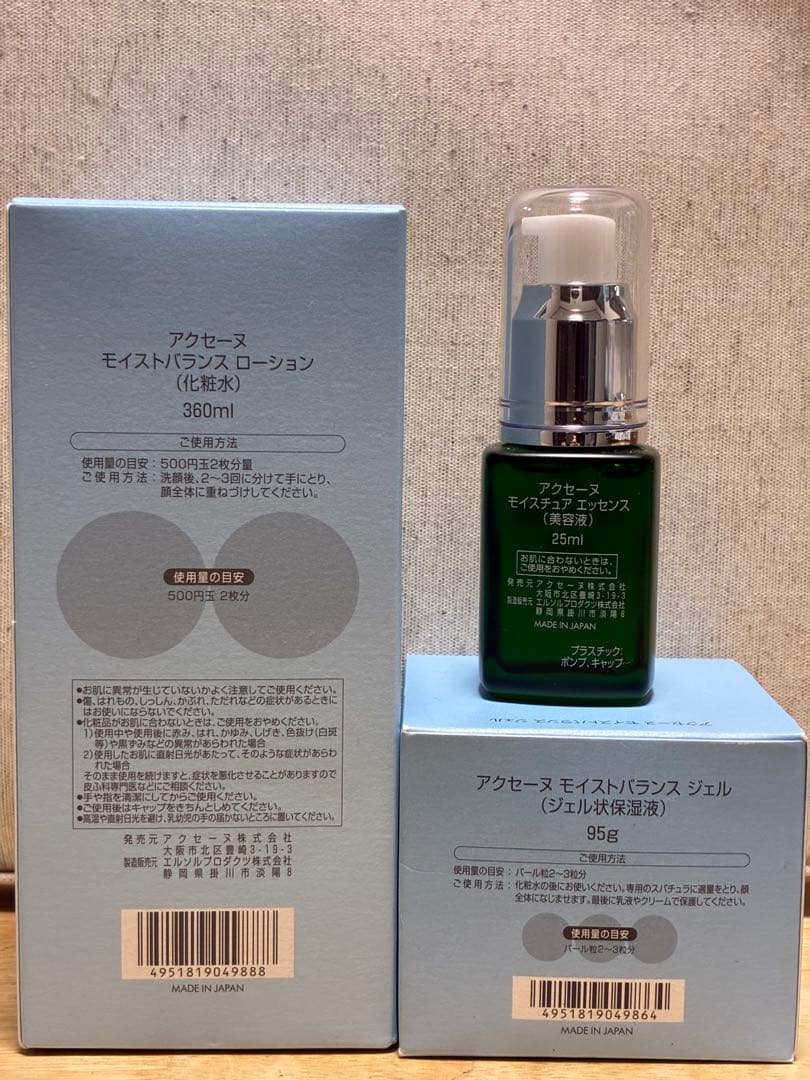 アクセーヌ
モイストバランス ローション
（化粧水）
360ml
ご使用方法
使用量の目安：500円玉2枚分量
ご使用方法：洗顔後、2〜3回に分けて手にとり、
顔全体に重ねづけしてください。
使用量の目安
500円玉 2枚分
●お肌に異常が生じていないかよく注意してご使用ください。
●傷、はれもの、しっしん、かぶれ、ただれなどの症状があるときに
はお使いにならないでください。
●化粧品がお肌に合わないときは、ご使用をおやめください。
1)使用中や使用後に赤み、はれ、かゆみ、しげき、色抜け(白斑
等)や黒ずみなどの異常があらわれた場合
2)使用したお肌に直射日光があたって、そのような症状があらわ
れた場合
そのまま使用を続けますと、症状を悪化させることがありますので
皮ふ科専門医などにご相談ください。
●手や指を清潔にしてからご使用ください。
●ご使用後はキャップをきちんとしめてください。
●高温や直射日光を避け、乳幼児の手の届かないところに置いてください。
発売元 アクセーヌ株式会社
大阪市北区豊崎3-19-3
製造販売元 エルソルプロダクツ株式会社
静岡県掛川市淡陽8
4951819049888
MADE IN JAPAN
アクセーヌ
モイスチュア エッセンス
（美容液）
25ml
お肌に合わないときは、
ご使用をおやめください。
発売元 アクセーヌ株式会社
大阪市北区豊崎3-19-3
製造販売元 エルソルプロダクツ株式会社
静岡県掛川市淡陽8
MADE IN JAPAN
プラスチック：
ポンプ、キャップ
アクセーヌ モイストバランス ジェル
アクセーヌ モイストバランス ジェル
（ジェル状保湿液）
95g
ご使用方法
使用量の目安：パール粒2〜3粒分
ご使用方法：化粧水の後にお使いください。専用のスパチュラに適量をとり、顔
全体になじませます。最後に乳液やクリームで保護してください。
使用量の目安
パール粒2〜3粒分
4951819049864
MADE IN JAPAN